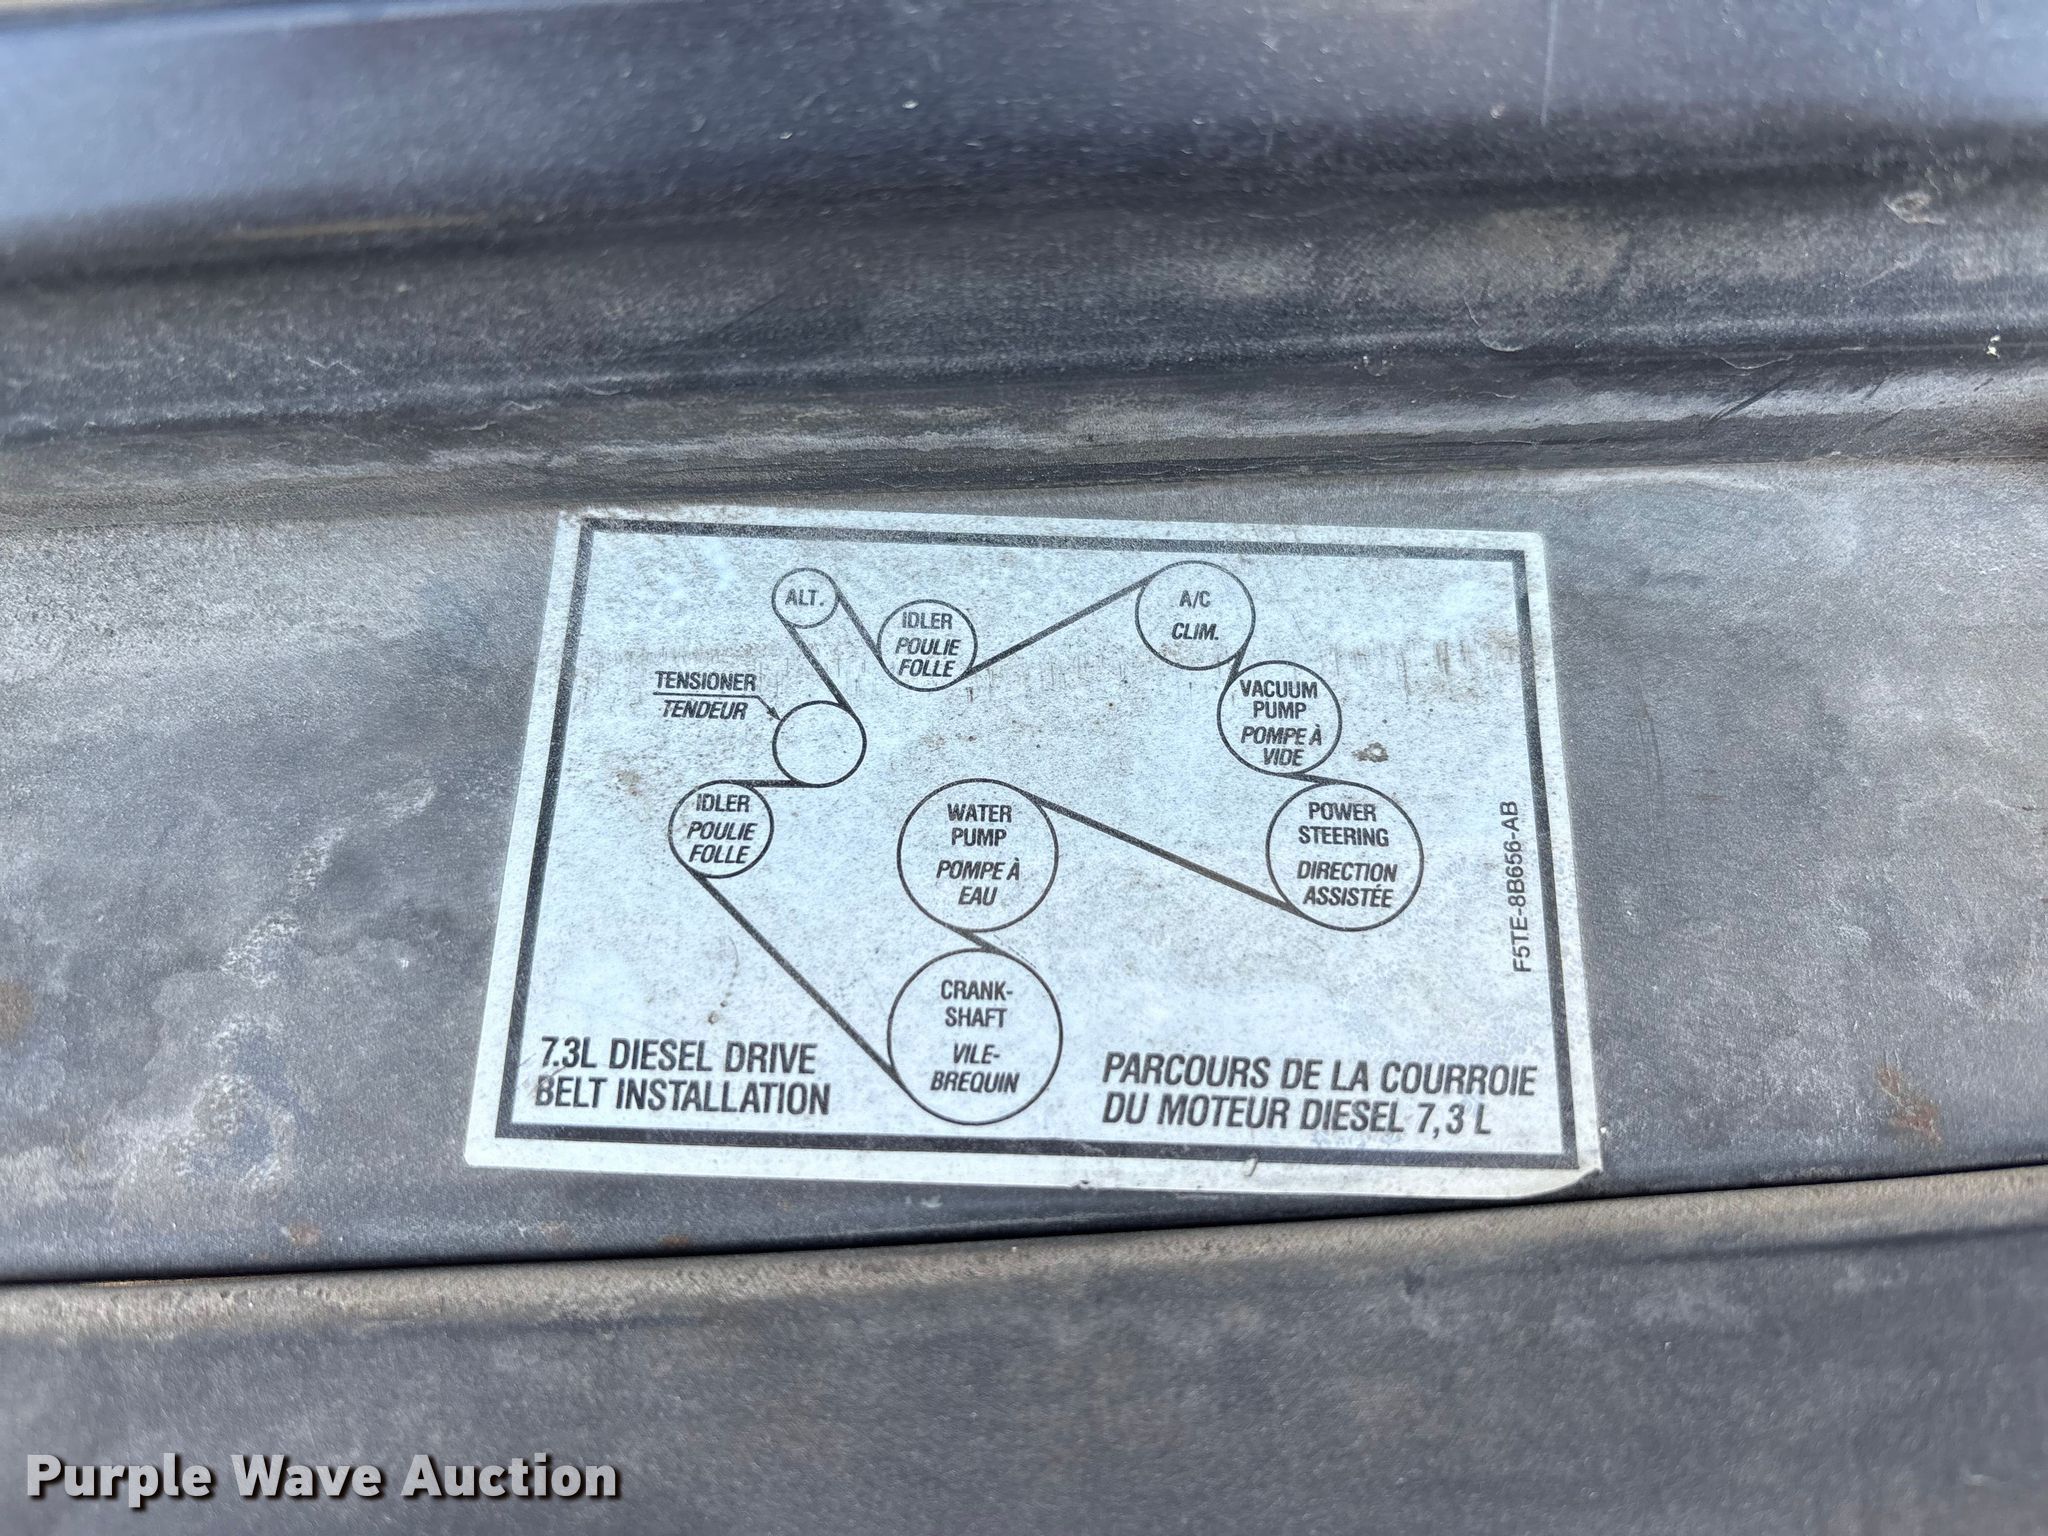 ALT.
IDLER
POULIE
FOLLE
A/C
CLIM.
TENSIONER
TENDEUR
VACUUM
PUMP
POMPE À
VIDE
IDLER
POULIE
FOLLE
WATER
PUMP
POMPE À
EAU
POWER
STEERING
DIRECTION
ASSISTÉE
F5TE-8B656-AB
CRANK-
SHAFT
VILE-
BREQUIN
7.3L DIESEL DRIVE
BELT INSTALLATION
PARCOURS DE LA COURROIE
DU MOTEUR DIESEL 7,3 L
Purple Wave Auction